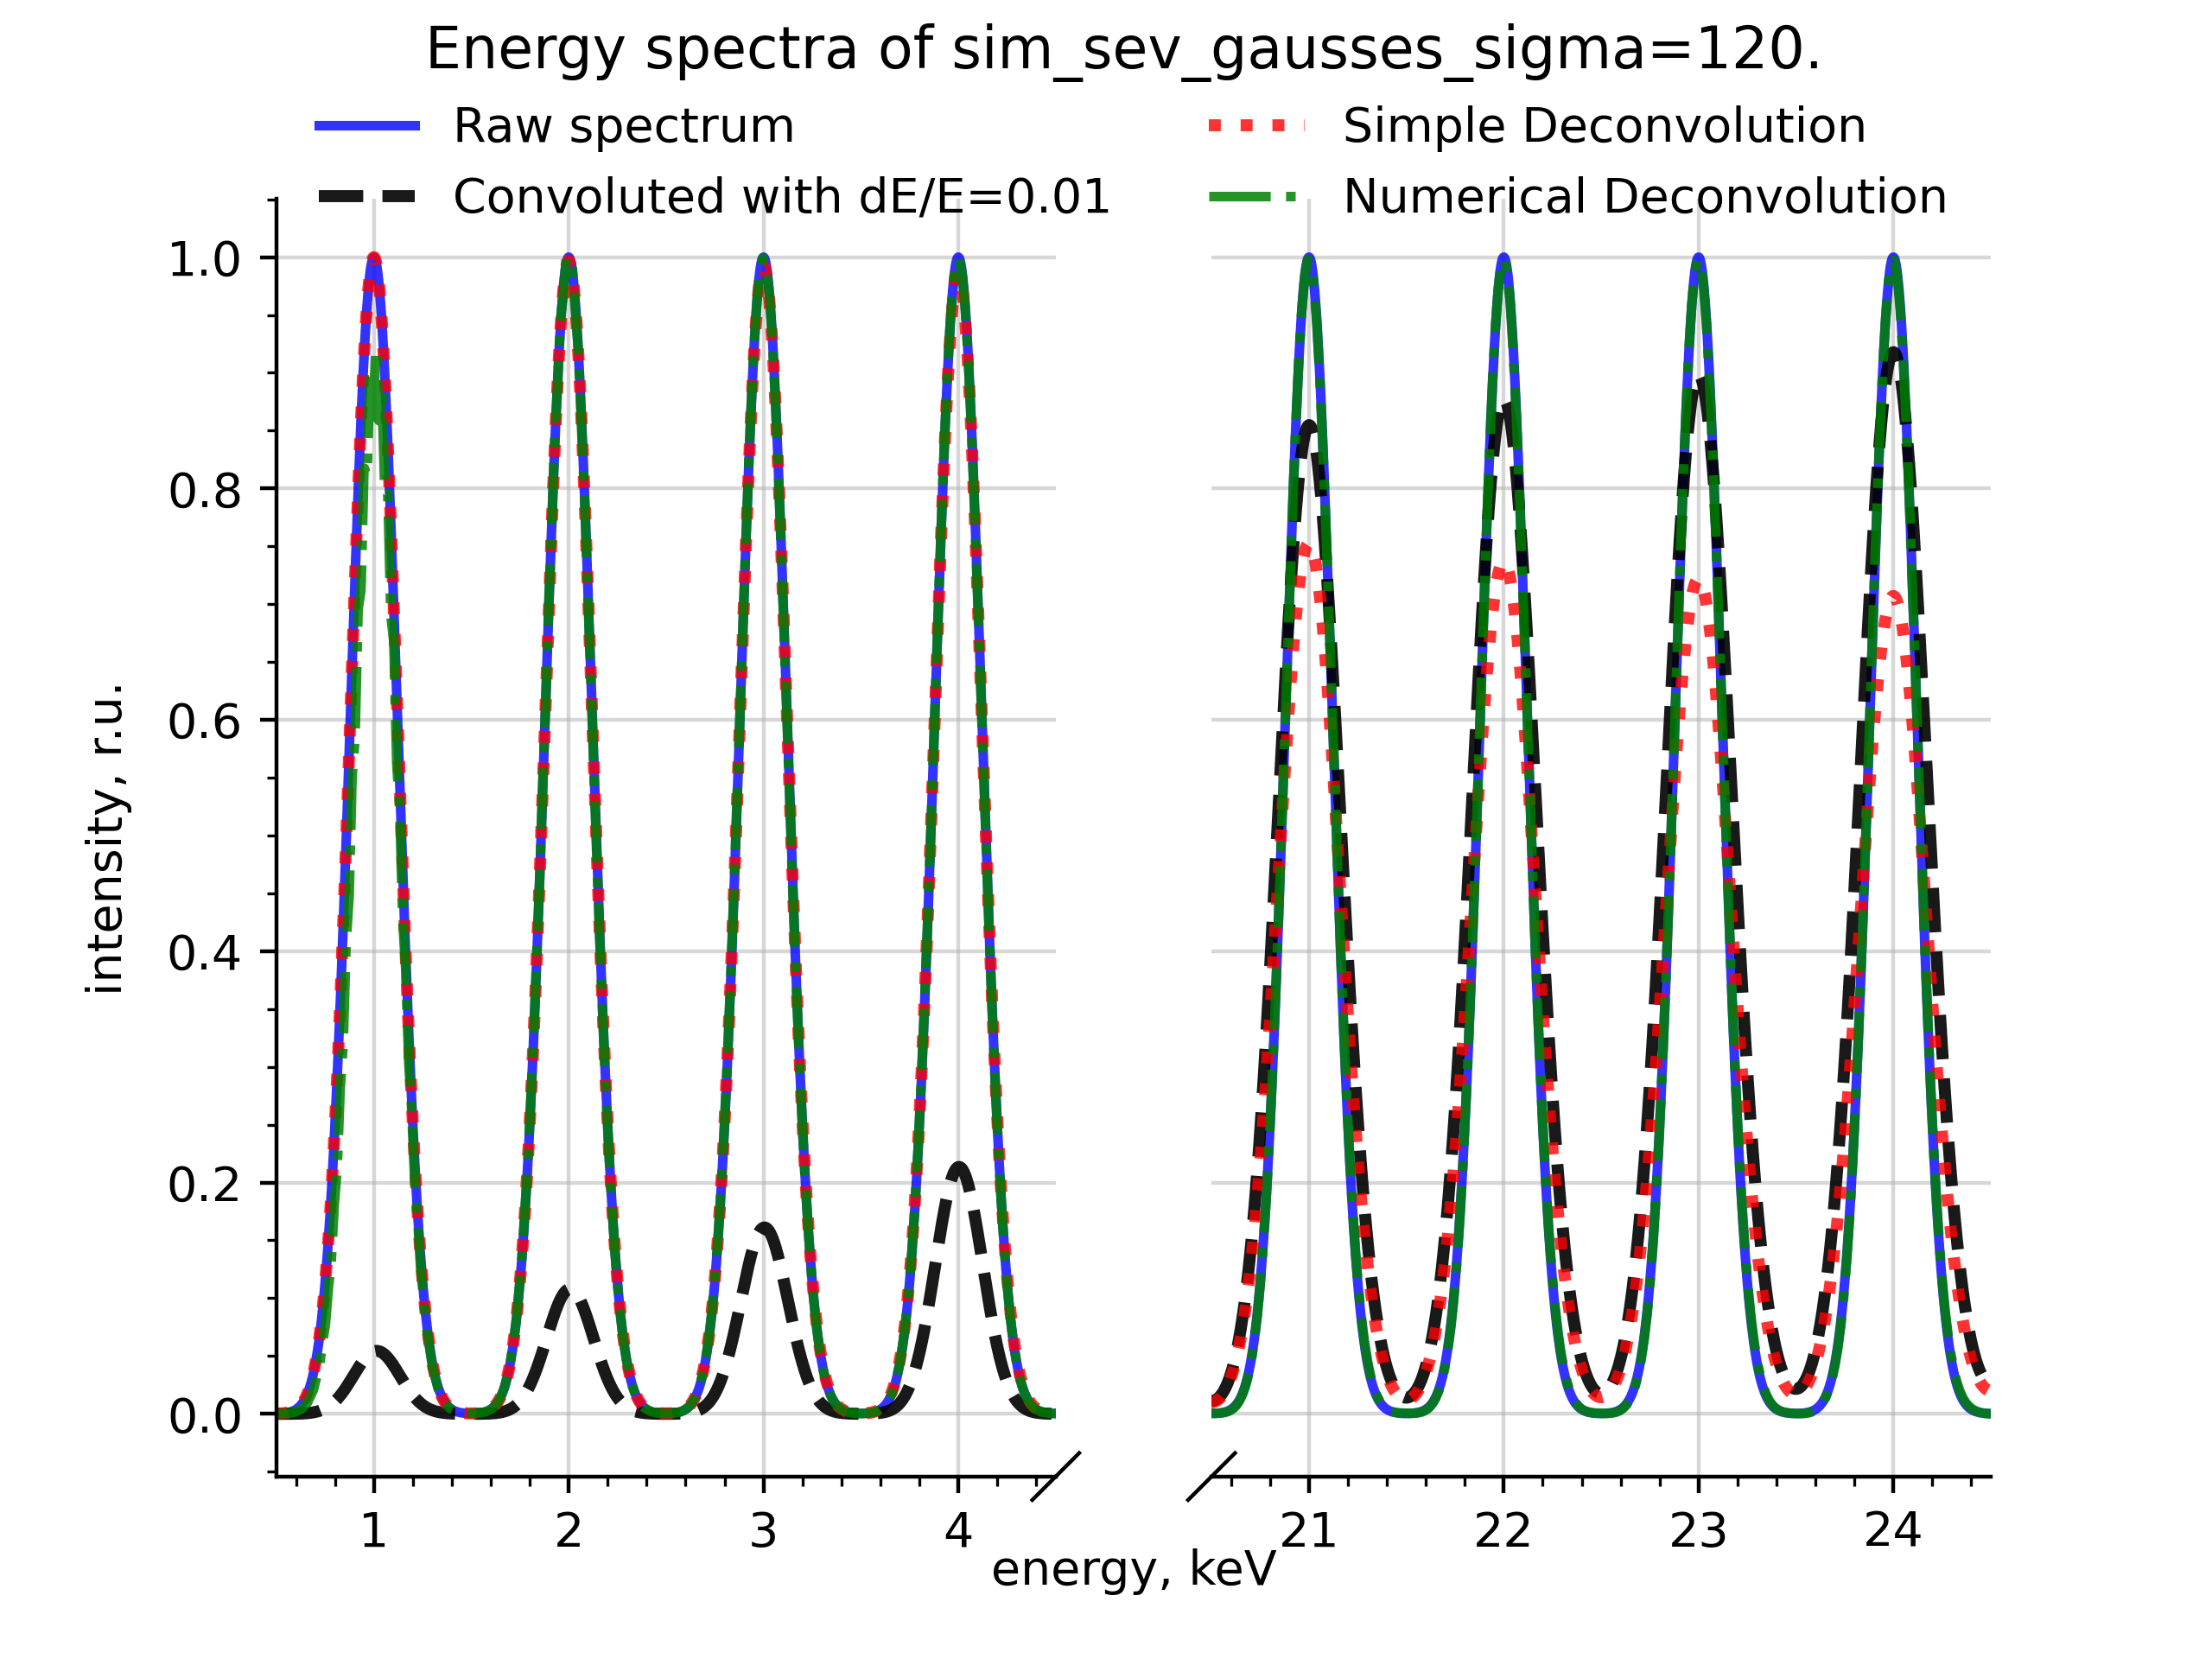 Energy spectra of sim_sev_gausses_sigma=120.
Raw spectrum
Convoluted with dE/E=0.01
Simple Deconvolution
Numerical Deconvolution
1.0
0.8
0.6
0.4
0.2
0.0
intensity, r.u.
1 2 3 4 21 22 23 24
energy, keV